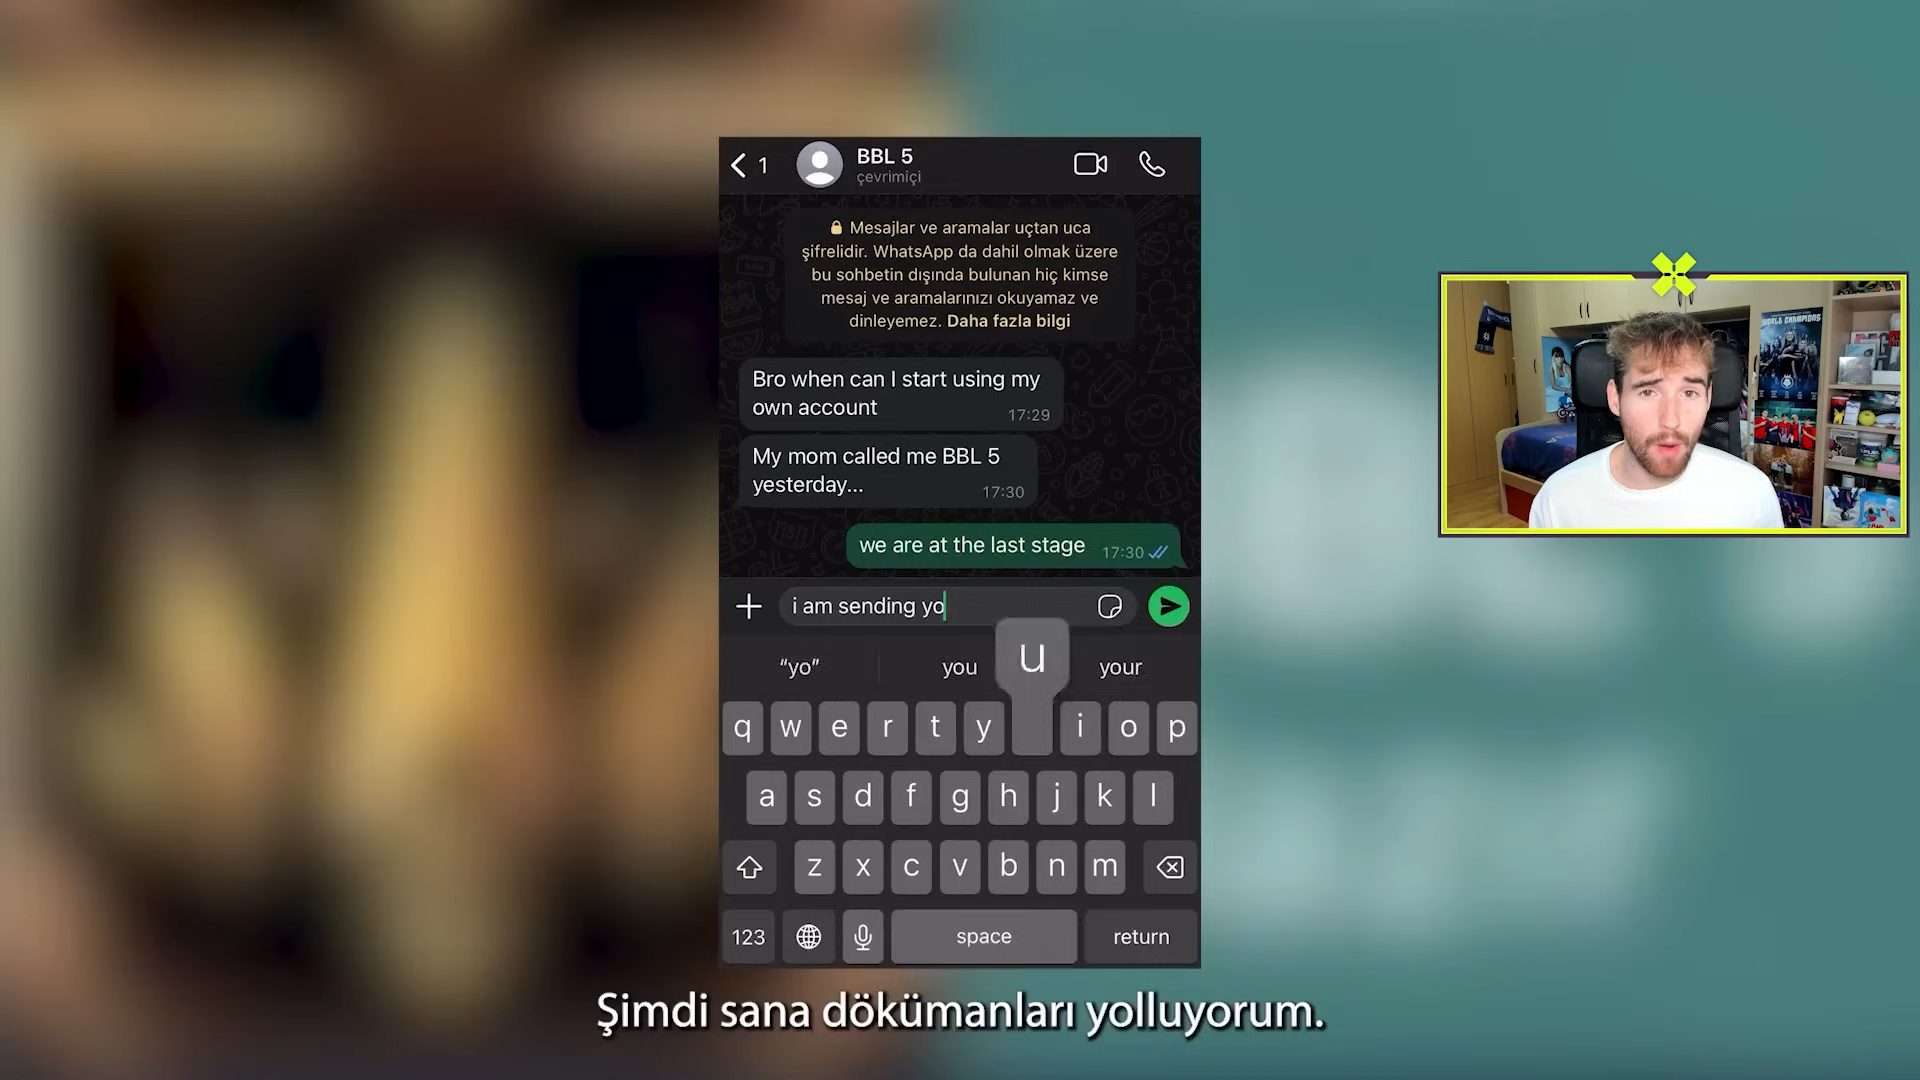 1
BBL 5
çevrimiçi
Mesajlar ve aramalar uçtan uca
şifrelidir. WhatsApp da dahil olmak üzere
bu sohbetin dışında bulunan hiç kimse
mesaj ve aramalarınızı okuyamaz ve
dinleyemez. Daha fazla bilgi
Bro when can I start using my
own account
17:29
My mom called me BBL 5
yesterday...
17:30
we are at the last stage
17:30
i am sending yo
"yo" you your
u
q w e r t y i o p
a s d f g h j k l
z x c v b n m
123 space return
WORLD CHAMPIONS
Şimdi sana dökümanları yolluyorum.